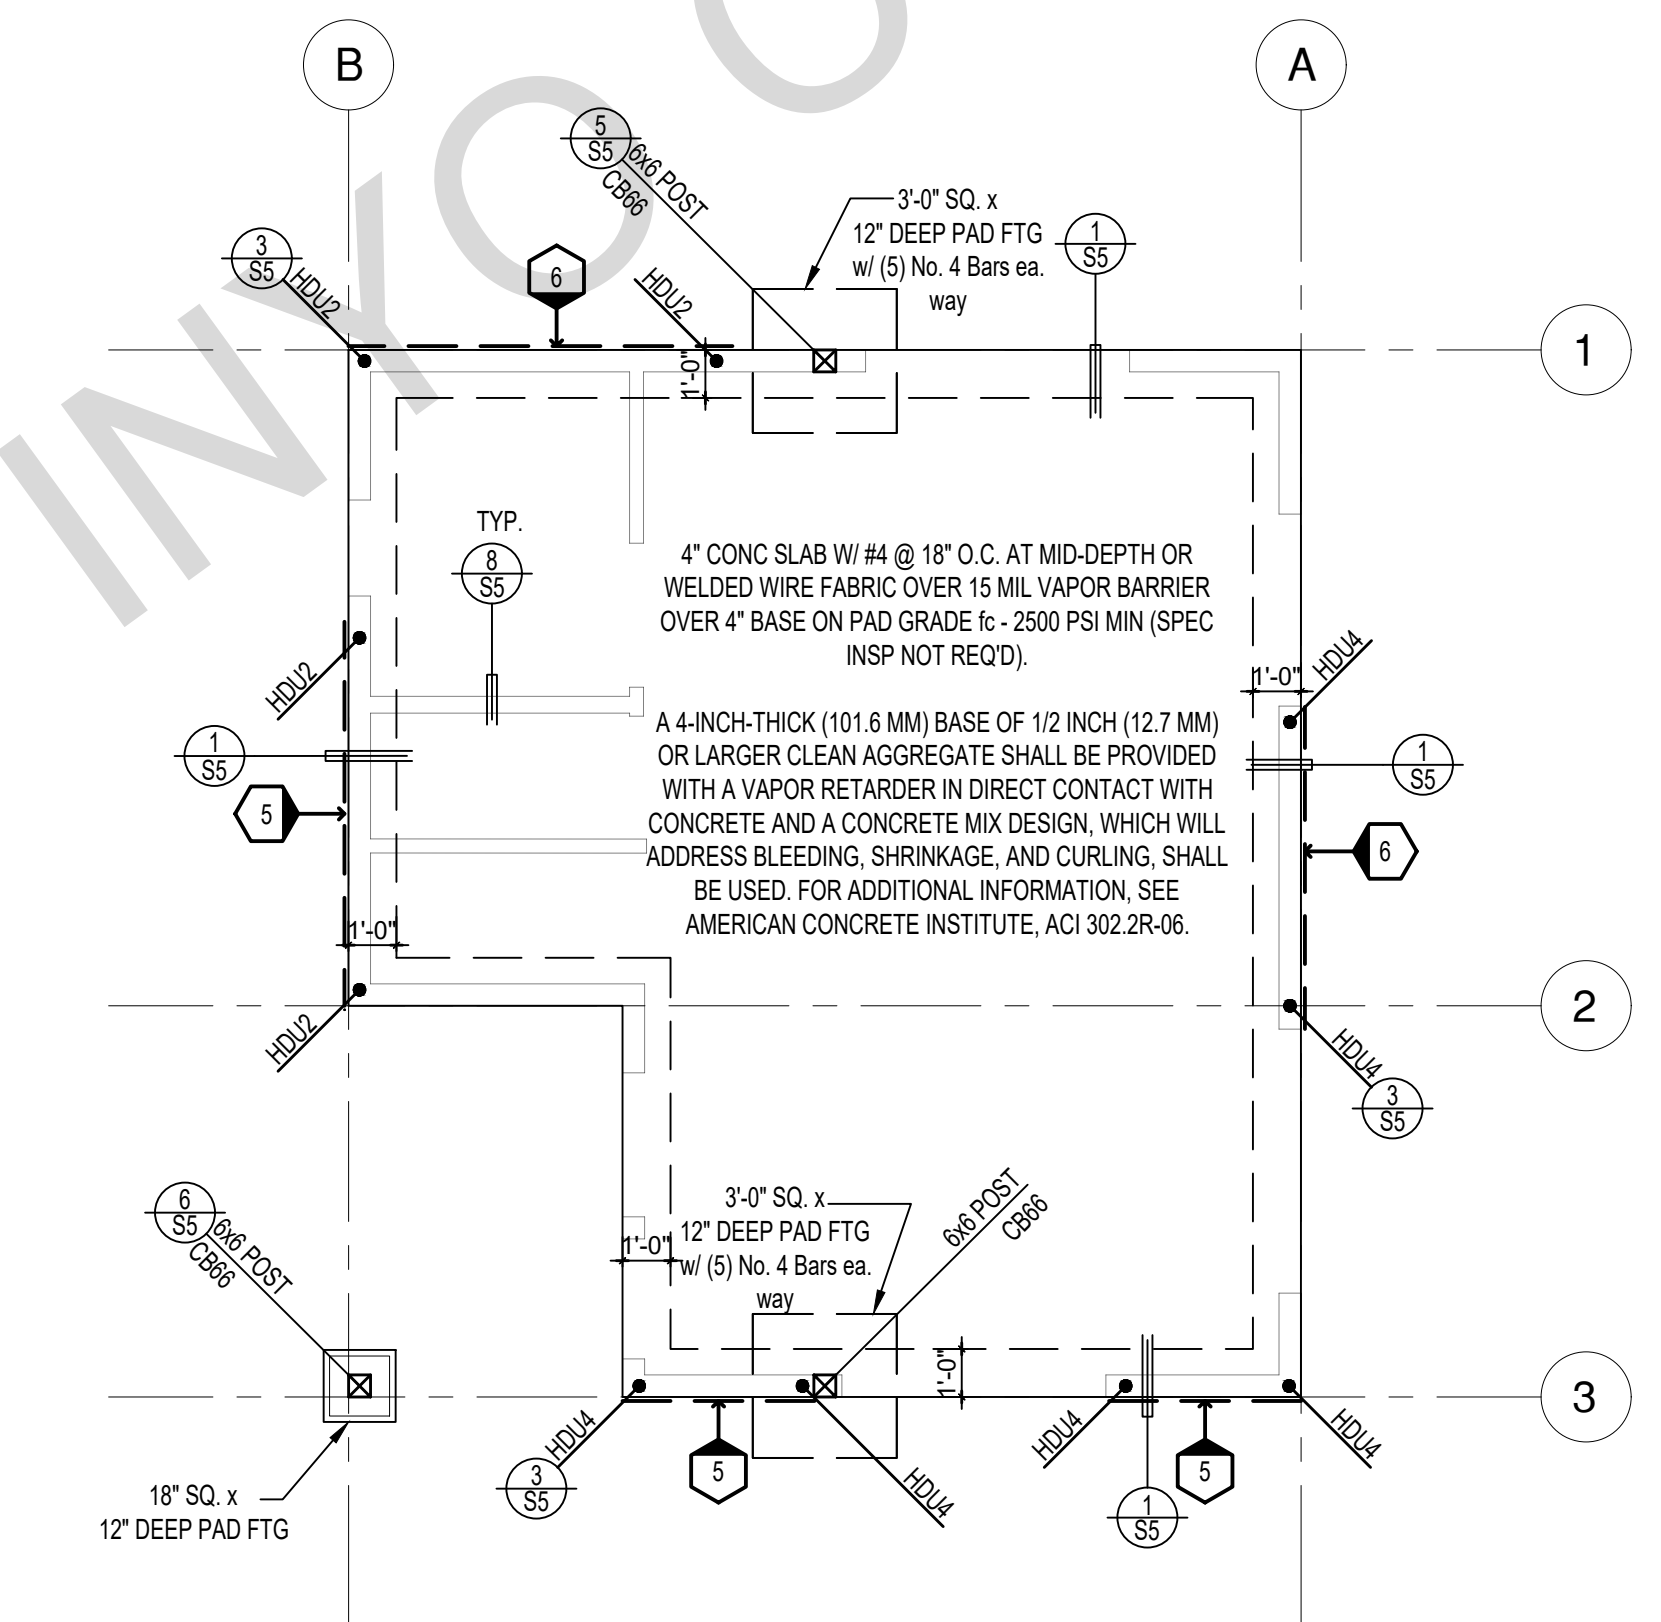 INYO
B
A
5
S5
6x6 POST
CB66
3'-0" SQ. x
12" DEEP PAD FTG
w/ (5) No. 4 Bars ea.
way
1
S5
3
S5
HDU2
6
HDU2
1
1'-0"
TYP.
8
S5
4" CONC SLAB W/ #4 @ 18" O.C. AT MID-DEPTH OR
WELDED WIRE FABRIC OVER 15 MIL VAPOR BARRIER
OVER 4" BASE ON PAD GRADE fc - 2500 PSI MIN (SPEC
INSP NOT REQ'D).
A 4-INCH-THICK (101.6 MM) BASE OF 1/2 INCH (12.7 MM)
OR LARGER CLEAN AGGREGATE SHALL BE PROVIDED
WITH A VAPOR RETARDER IN DIRECT CONTACT WITH
CONCRETE AND A CONCRETE MIX DESIGN, WHICH WILL
ADDRESS BLEEDING, SHRINKAGE, AND CURLING, SHALL
BE USED. FOR ADDITIONAL INFORMATION, SEE
AMERICAN CONCRETE INSTITUTE, ACI 302.2R-06.
HDU2
1
S5
5
1'-0"
HDU2
HDU4
1'-0"
1
S5
6
2
HDU4
3
S5
6
S5
6x6 POST
CB66
18" SQ. x
12" DEEP PAD FTG
3'-0" SQ. x
12" DEEP PAD FTG
w/ (5) No. 4 Bars ea.
way
6x6 POST
CB66
1'-0"
1'-0"
3
HDU4
3
S5
5
HDU4
HDU4
1
S5
5
HDU4